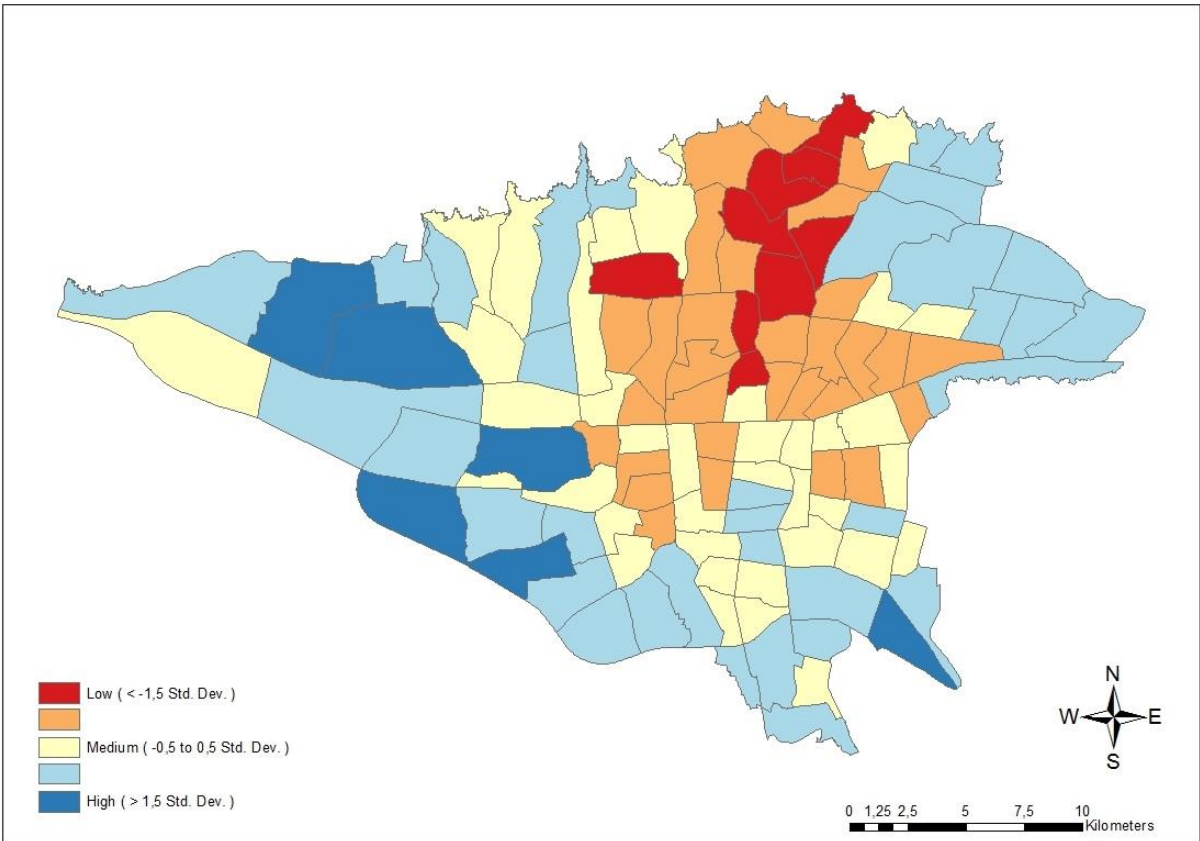 Low ( < -1,5 Std. Dev. )
Medium ( -0,5 to 0,5 Std. Dev. )
High ( > 1,5 Std. Dev. )
N
W E
S
0 1,25 2,5 5 7,5 10
Kilometers